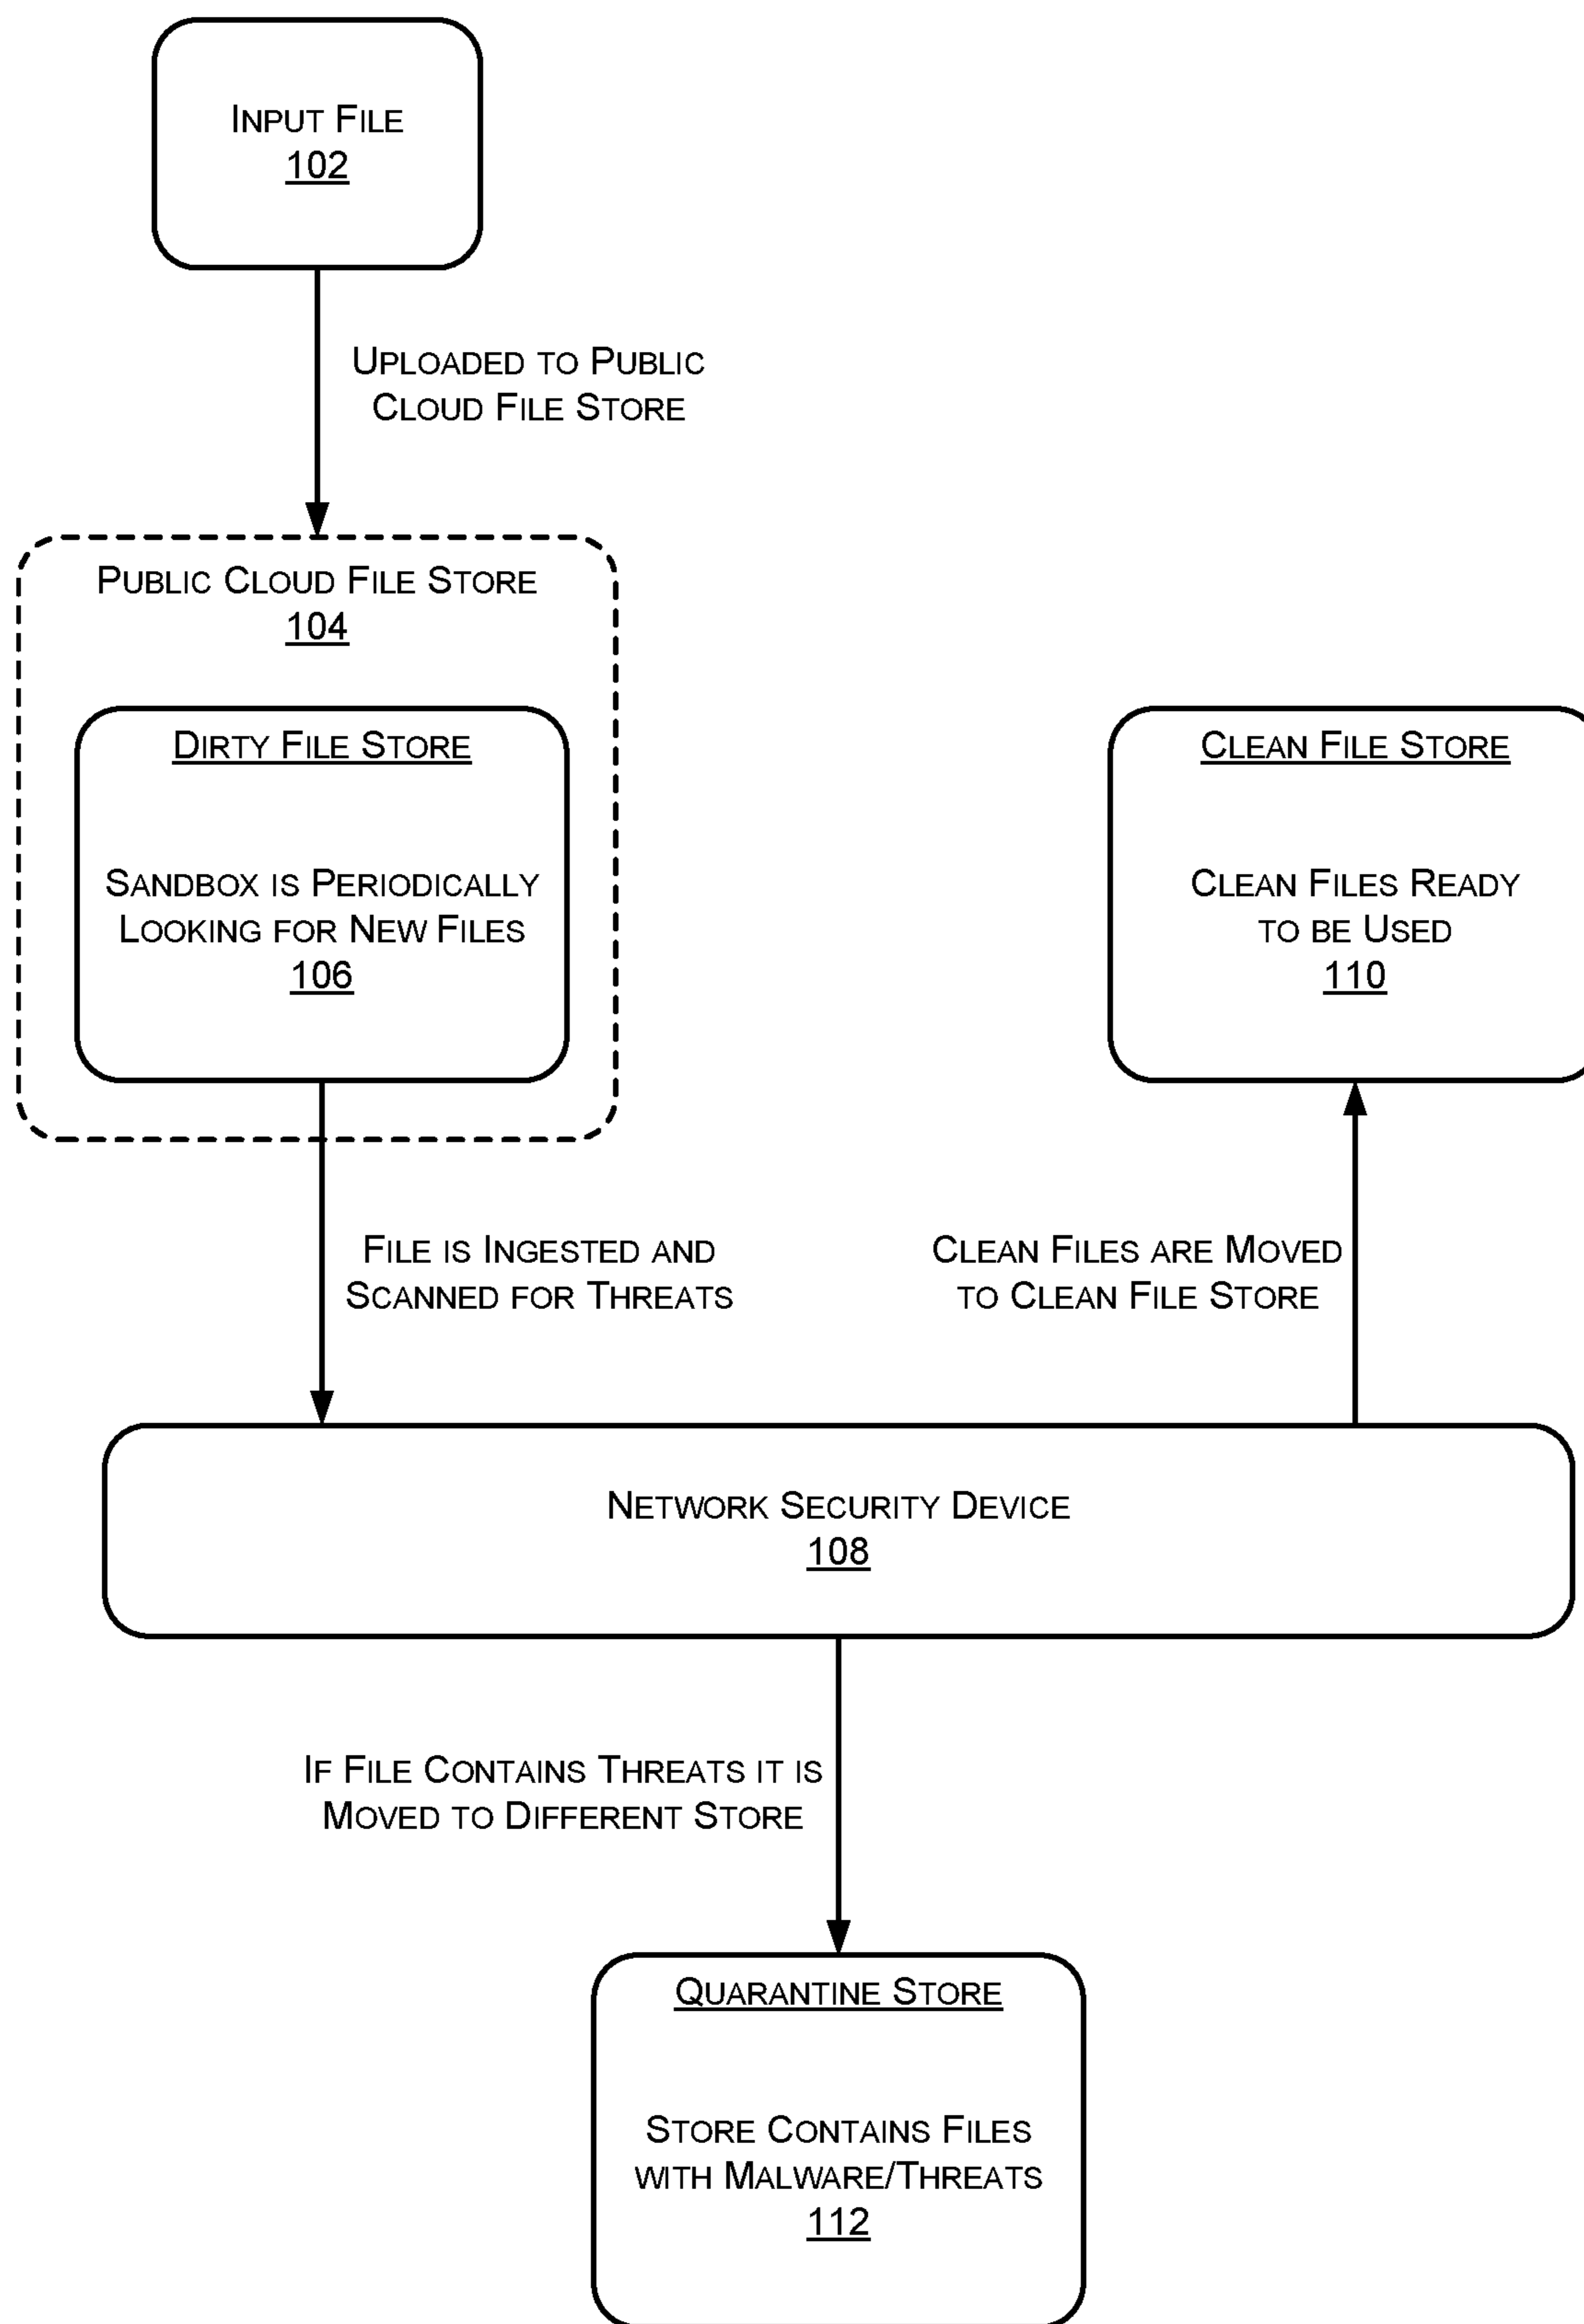 INPUT FILE
102
UPLOADED TO PUBLIC
CLOUD FILE STORE
PUBLIC CLOUD FILE STORE
104
DIRTY FILE STORE
SANDBOX IS PERIODICALLY
LOOKING FOR NEW FILES
106
CLEAN FILE STORE
CLEAN FILES READY
TO BE USED
110
FILE IS INGESTED AND
SCANNED FOR THREATS
CLEAN FILES ARE MOVED
TO CLEAN FILE STORE
NETWORK SECURITY DEVICE
108
IF FILE CONTAINS THREATS IT IS
MOVED TO DIFFERENT STORE
QUARANTINE STORE
STORE CONTAINS FILES
WITH MALWARE/THREATS
112